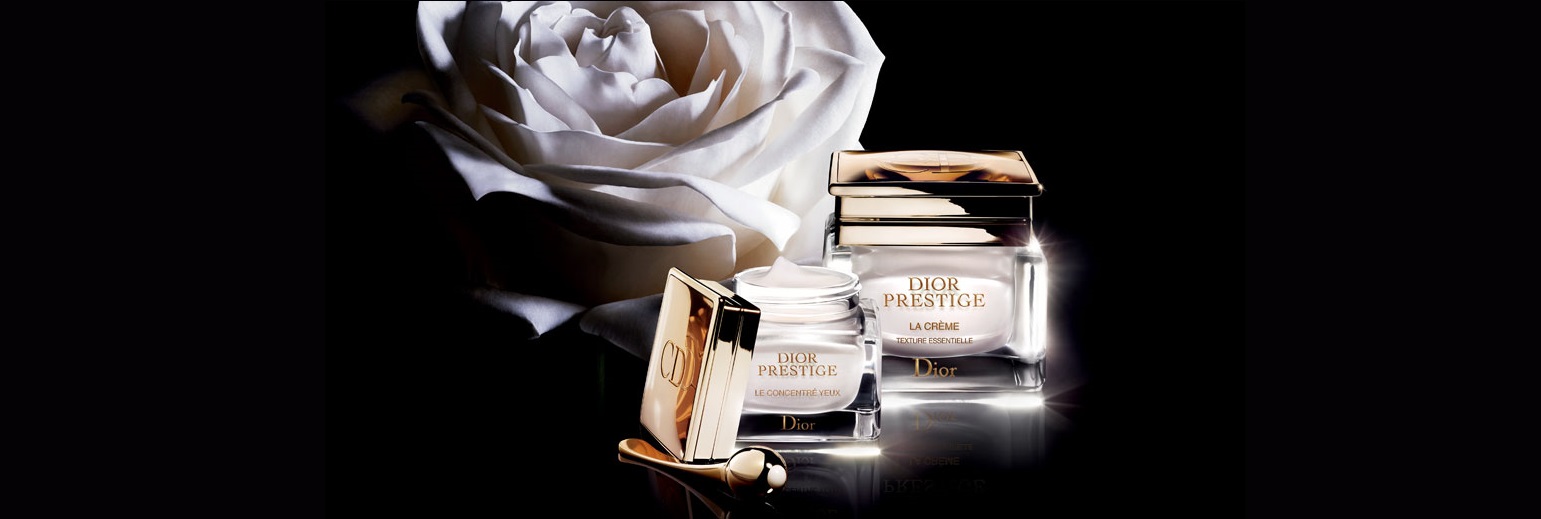 DIOR
PRESTIGE
LA CRÈME
TEXTURE ESSENTIELLE
Dior
CD
DIOR
PRESTIGE
LE CONCENTRÉ YEUX
Dior